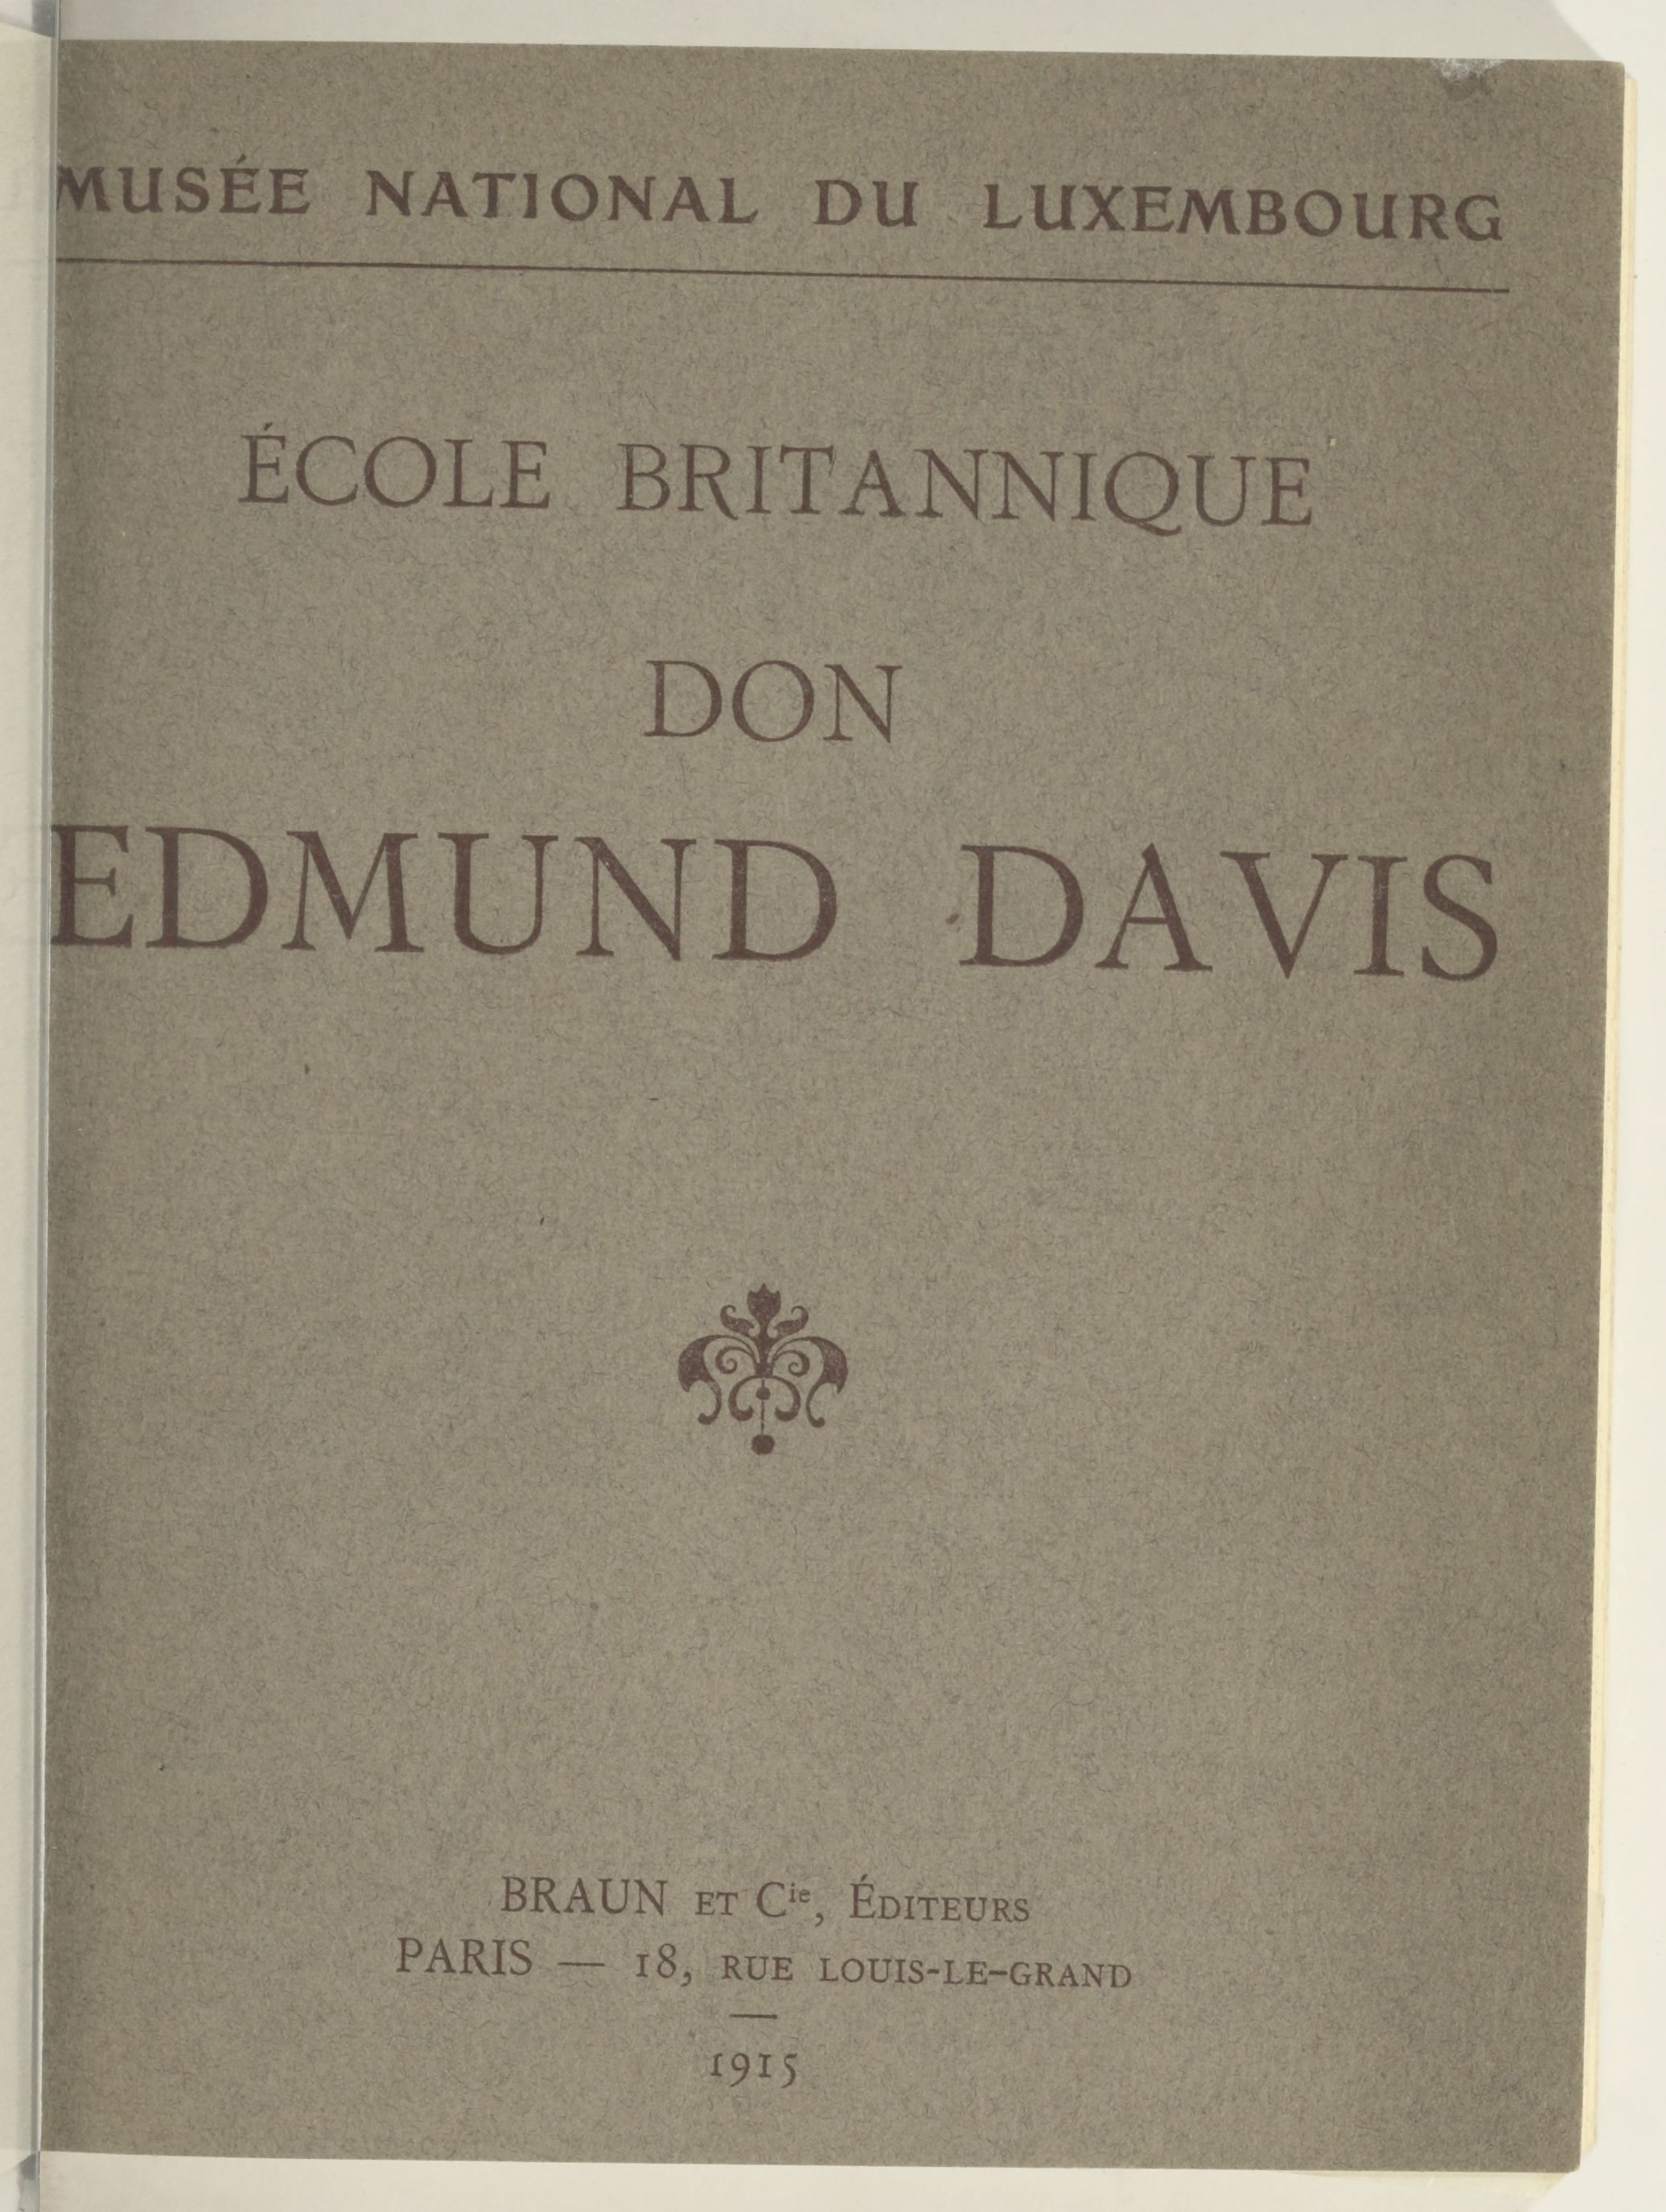 MUSÉE NATIONAL DU LUXEMBOURG
ÉCOLE BRITANNIQUE
DON
EDMUND DAVIS
BRAUN ET Cie, ÉDITEURS
PARIS — 18, RUE LOUIS-LE-GRAND
1915